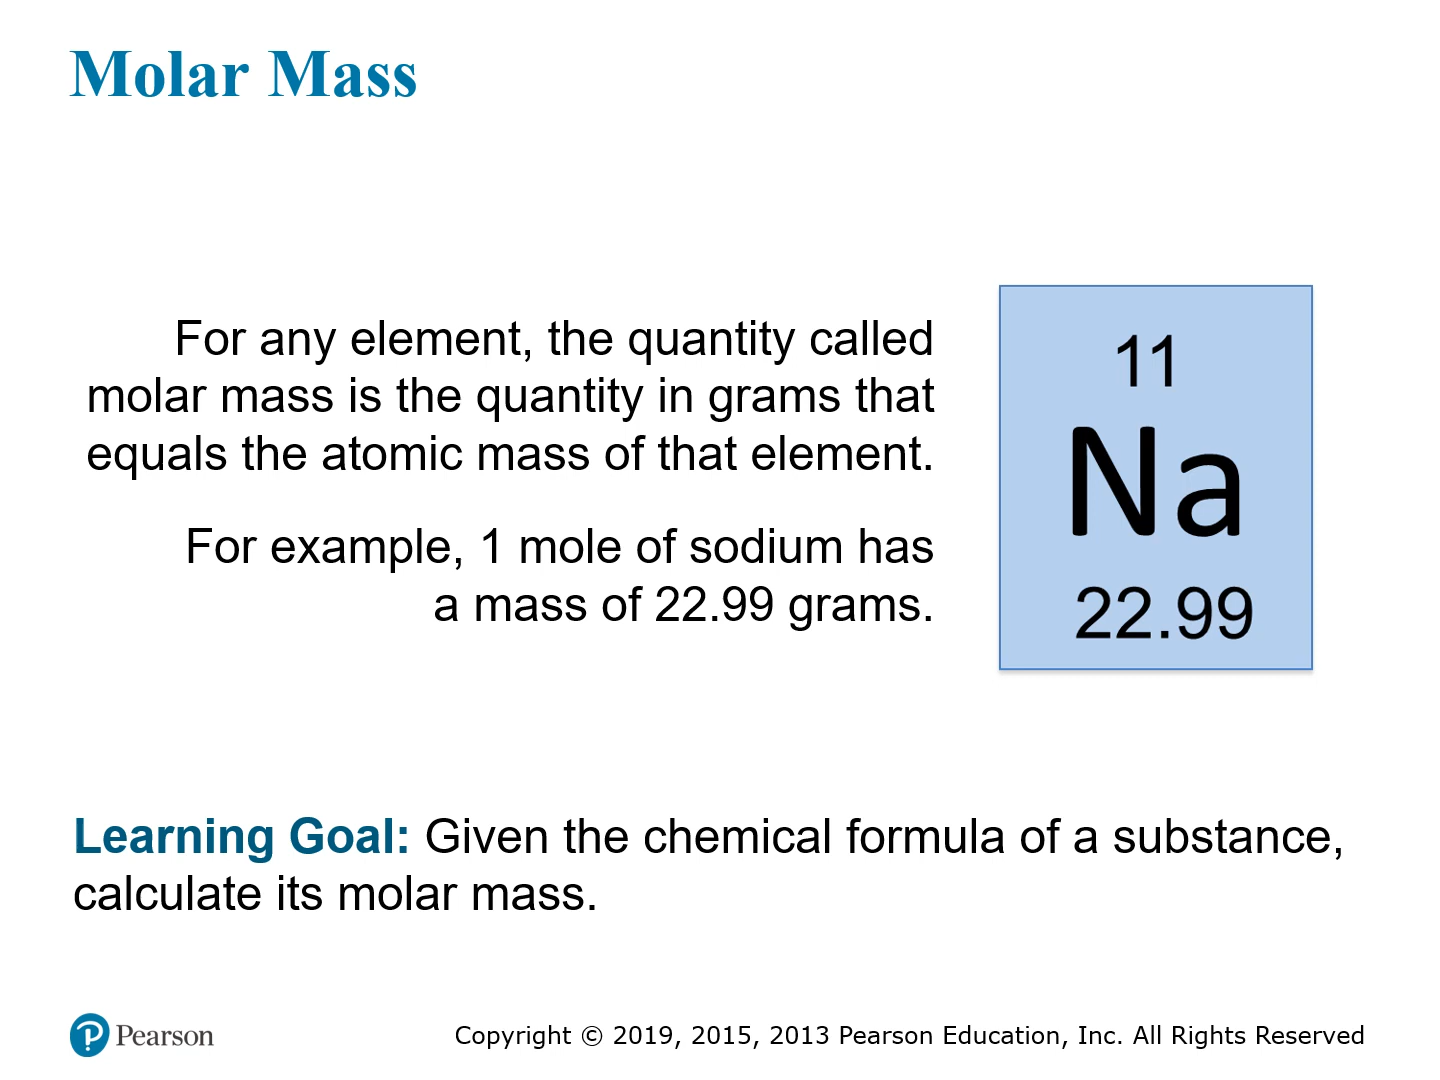 Molar Mass
For any element, the quantity called
molar mass is the quantity in grams that
equals the atomic mass of that element.
For example, 1 mole of sodium has
a mass of 22.99 grams.
11
Na
22.99
Learning Goal: Given the chemical formula of a substance,
calculate its molar mass.
Pearson
Copyright © 2019, 2015, 2013 Pearson Education, Inc. All Rights Reserved